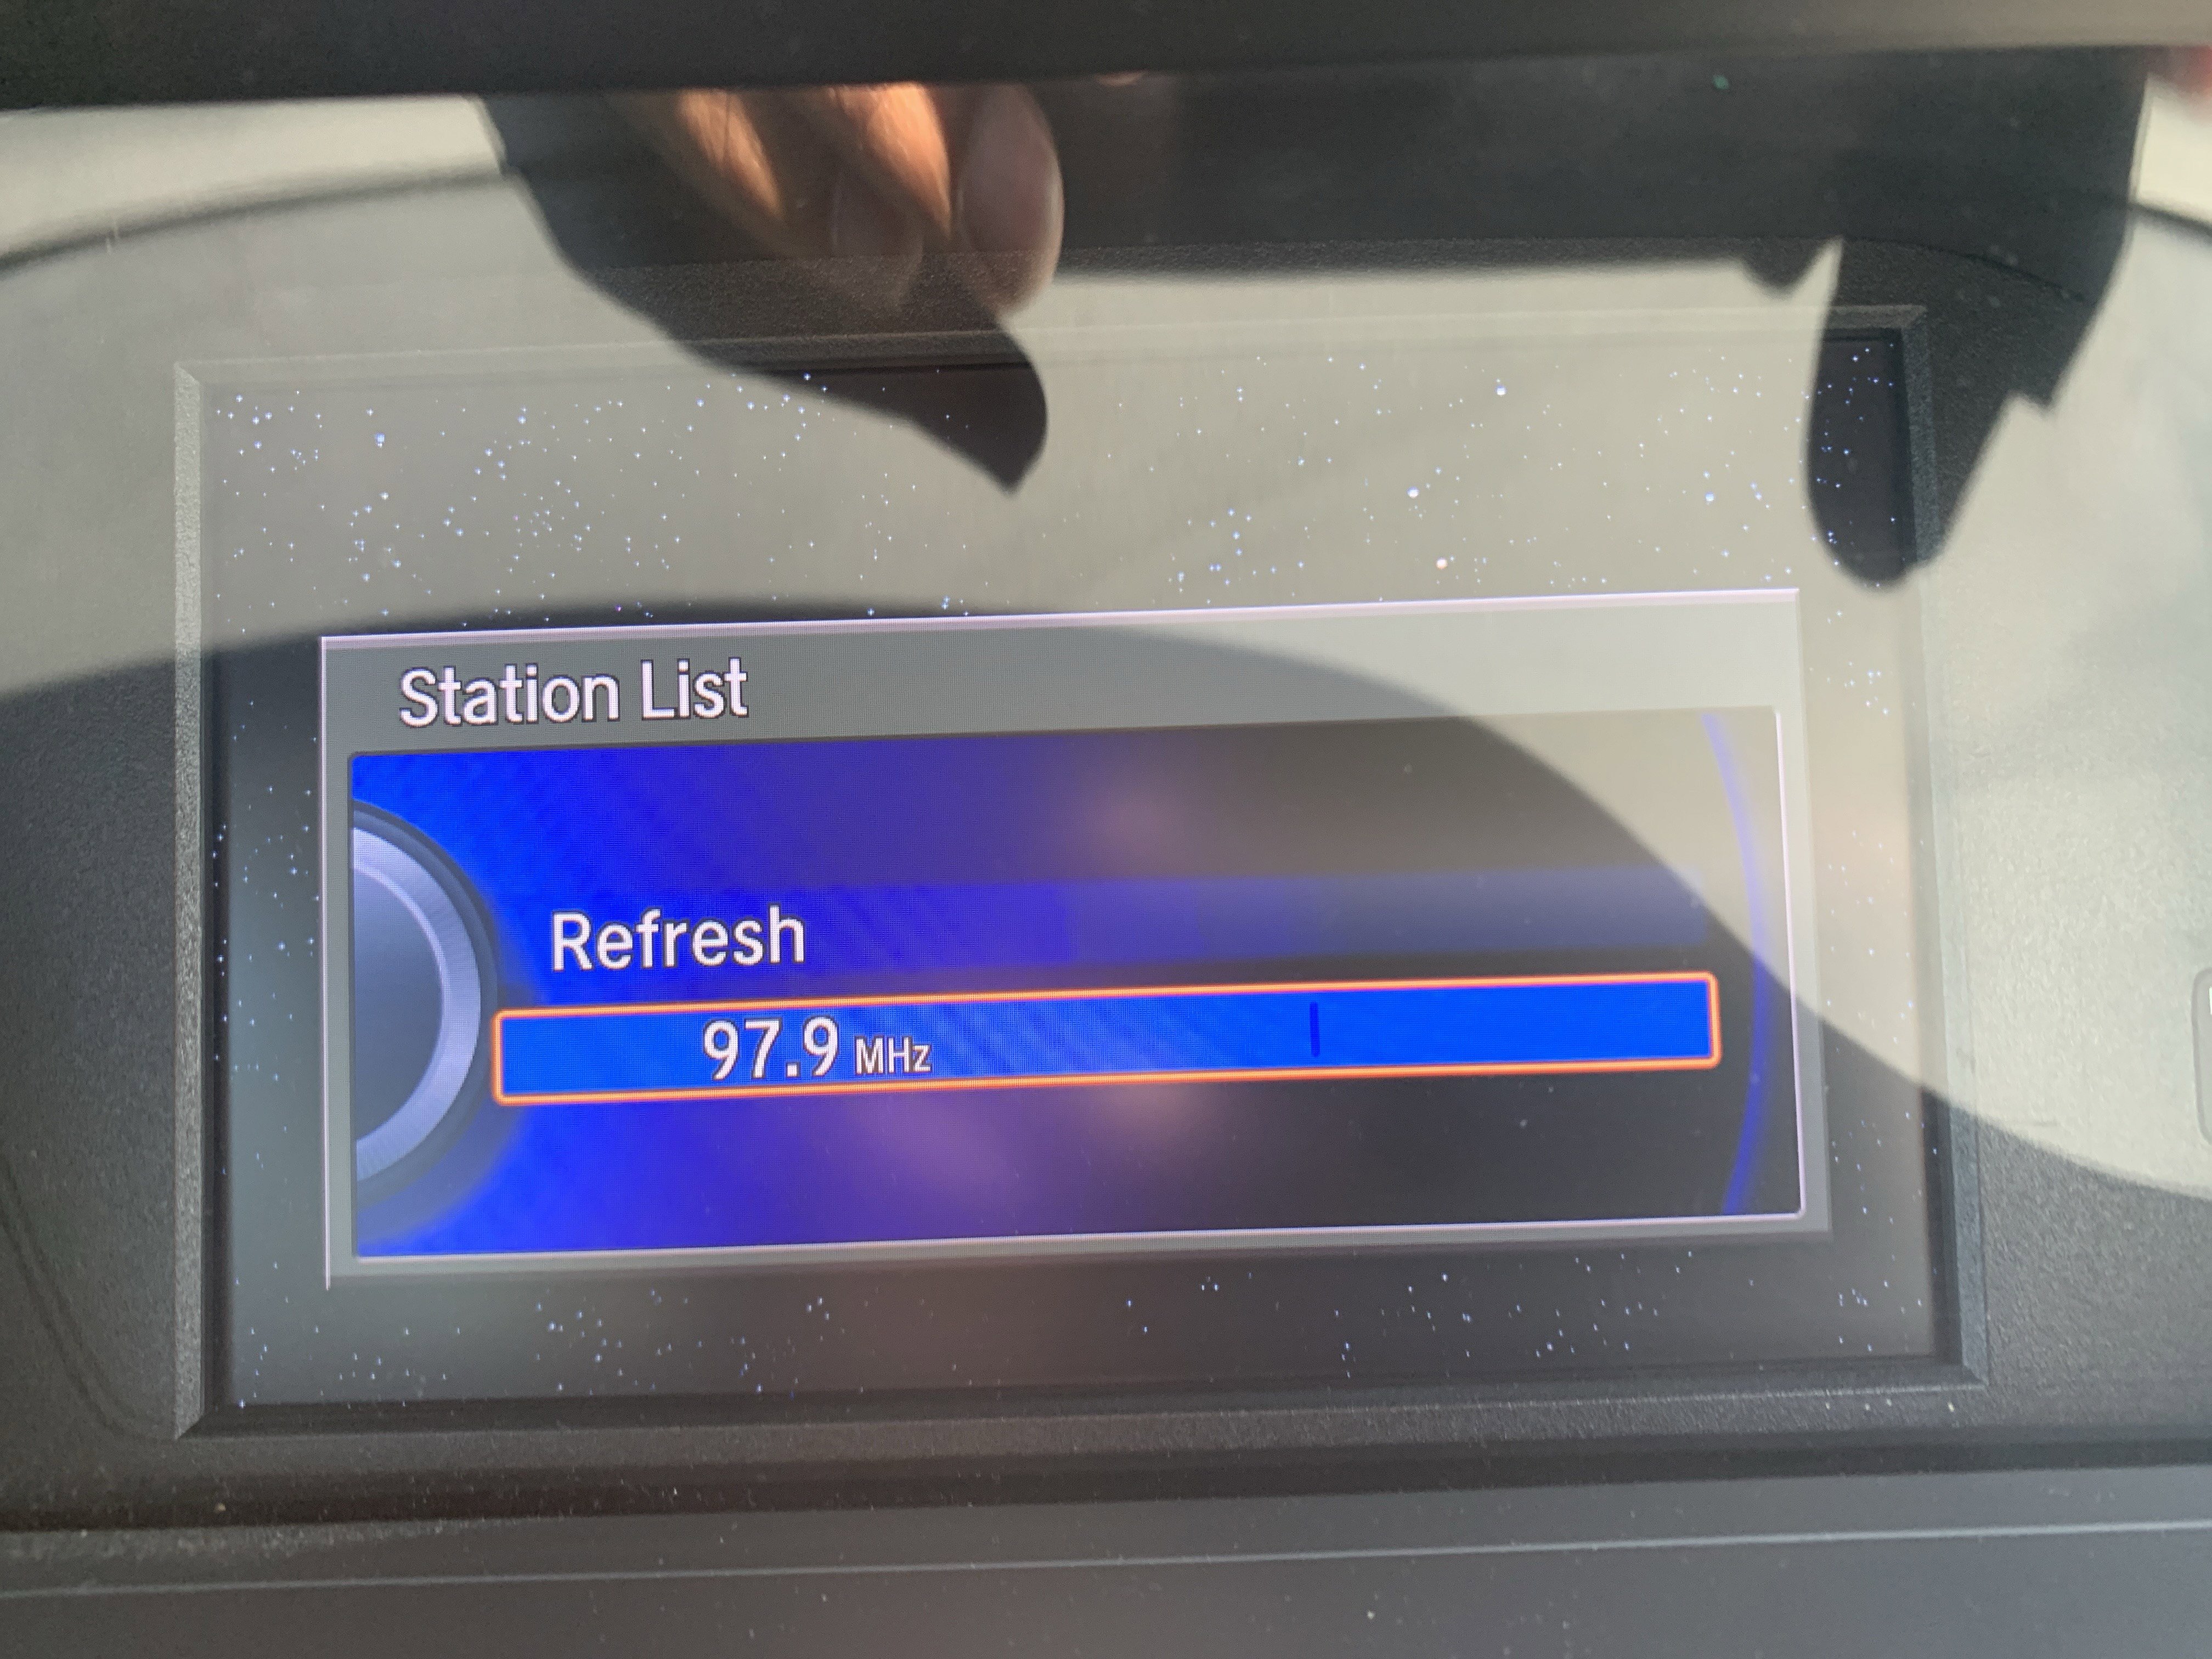 Station List
Refresh
97.9 MHz